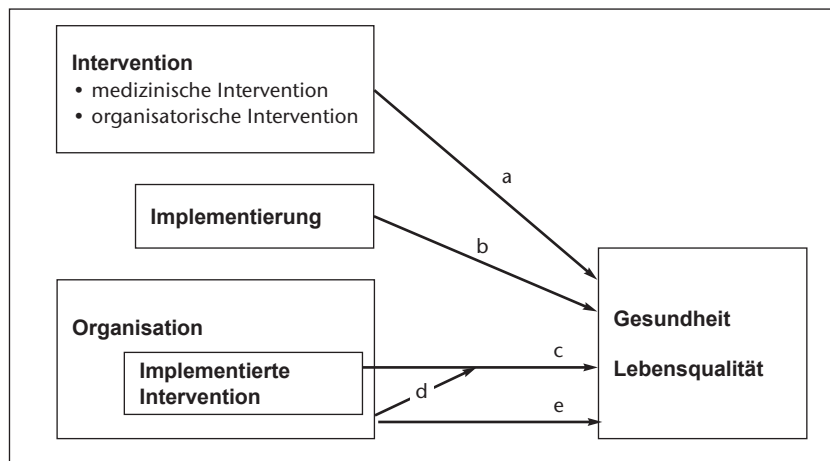 Intervention
• medizinische Intervention
• organisatorische Intervention
a
Implementierung
b
Organisation
Implementierte
Intervention
c
d
e
Gesundheit
Lebensqualität